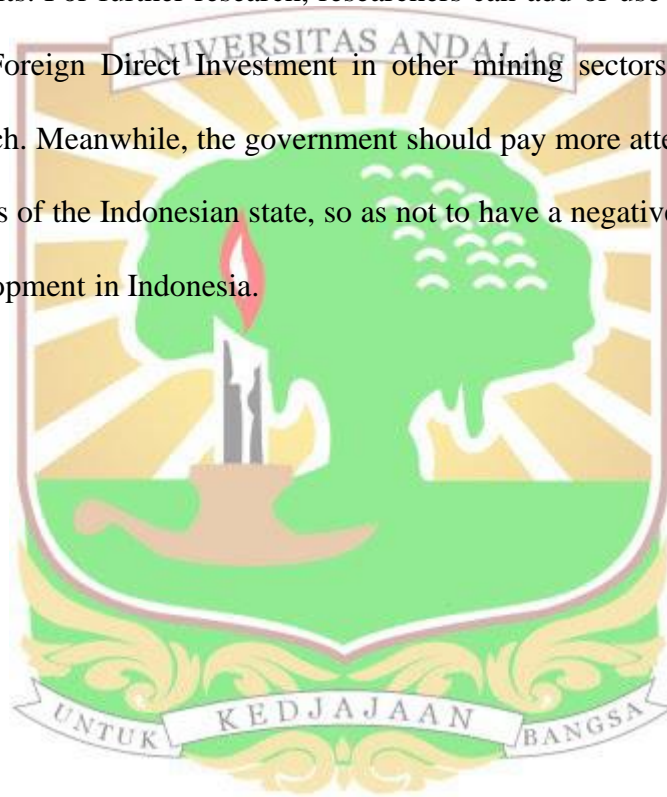 ts. For further research, researchers can add or use
UNIVERSITAS ANDALAS
Foreign Direct Investment in other mining sectors
ch. Meanwhile, the government should pay more atte
s of the Indonesian state, so as not to have a negative
opment in Indonesia.
UNTUK KEDJAJAAN BANGSA